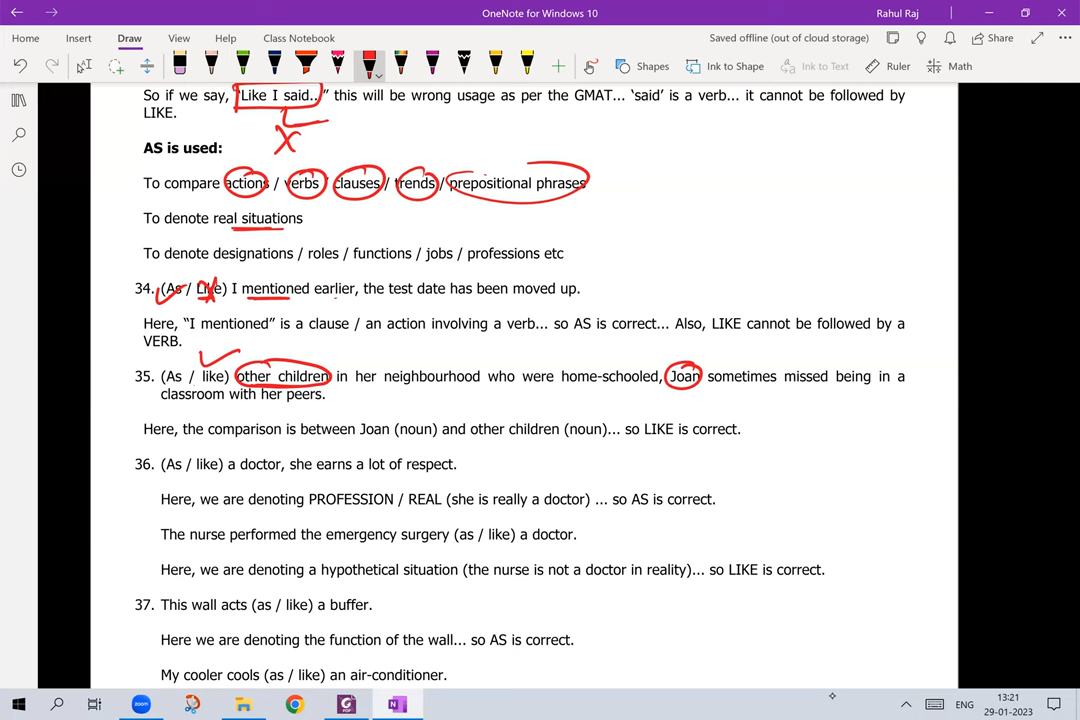 OneNote for Windows 10
Rahul Raj
Home Insert Draw View Help Class Notebook
Saved offline (out of cloud storage)
Share
Shapes
Ink to Shape
Ink to Text
Ruler
Math
So if we say, “Like I said...” this will be wrong usage as per the GMAT... ‘said’ is a verb... it cannot be followed by
LIKE.
X
AS is used:
To compare actions / verbs / clauses / trends / prepositional phrases
To denote real situations
To denote designations / roles / functions / jobs / professions etc
34. (As / Like) I mentioned earlier, the test date has been moved up.
Here, “I mentioned” is a clause / an action involving a verb... so AS is correct... Also, LIKE cannot be followed by a
VERB.
35. (As / like) other children in her neighbourhood who were home-schooled, Joan sometimes missed being in a
classroom with her peers.
Here, the comparison is between Joan (noun) and other children (noun)... so LIKE is correct.
36. (As / like) a doctor, she earns a lot of respect.
Here, we are denoting PROFESSION / REAL (she is really a doctor) ... so AS is correct.
The nurse performed the emergency surgery (as / like) a doctor.
Here, we are denoting a hypothetical situation (the nurse is not a doctor in reality)... so LIKE is correct.
37. This wall acts (as / like) a buffer.
Here we are denoting the function of the wall... so AS is correct.
My cooler cools (as / like) an air-conditioner.
zoom
PDF
ENG
13:21
29-01-2023